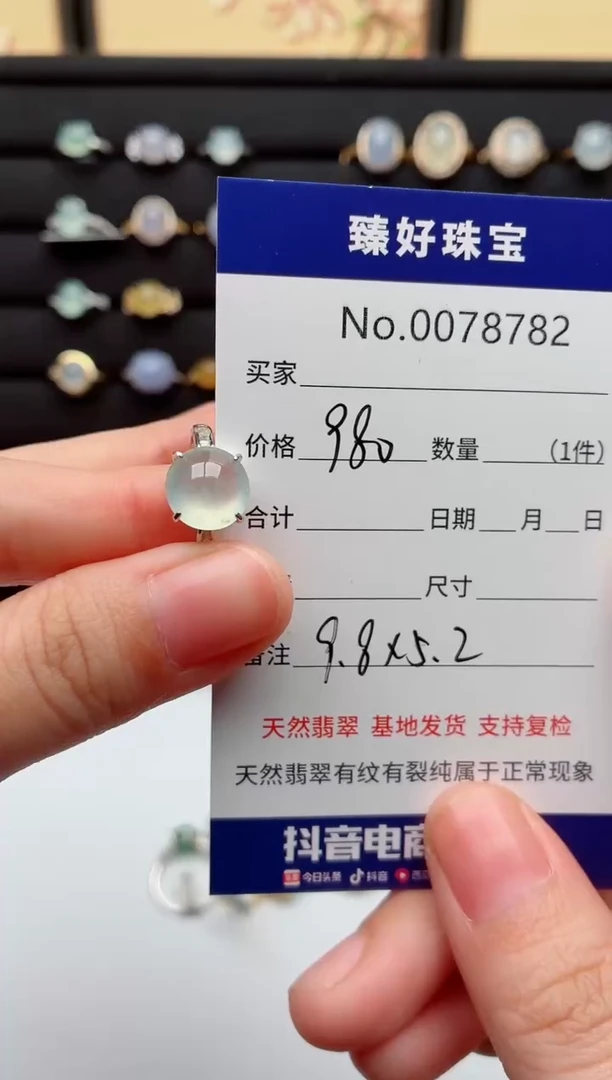 臻好珠宝
No.0078782
买家
价格 980 数量 (1件)
合计 日期 月 日
尺寸
备注 9.8x5.2
天然翡翠 基地发货 支持复检
天然翡翠有纹有裂纯属于正常现象
抖音电商
今日头条 抖音